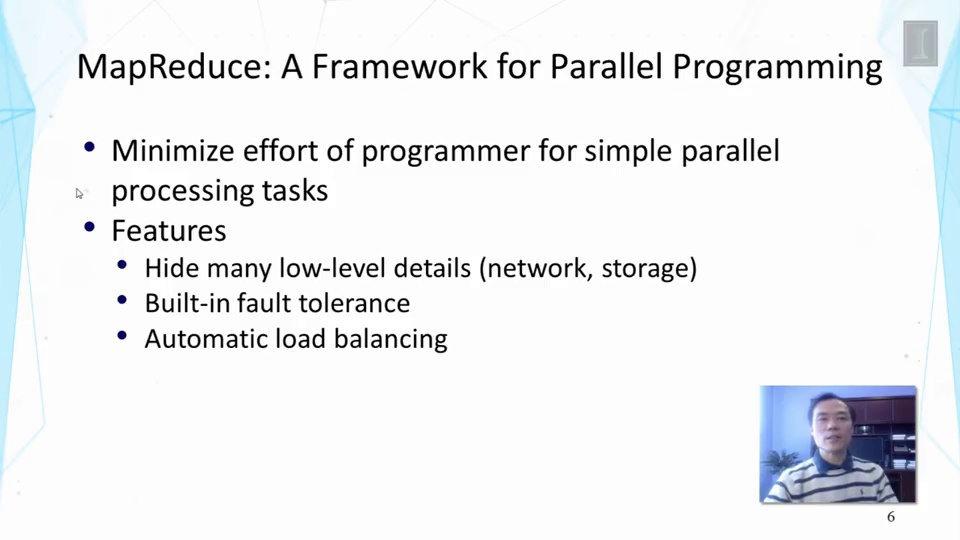 MapReduce: A Framework for Parallel Programming
• Minimize effort of programmer for simple parallel
processing tasks
• Features
• Hide many low-level details (network, storage)
• Built-in fault tolerance
• Automatic load balancing
I
6